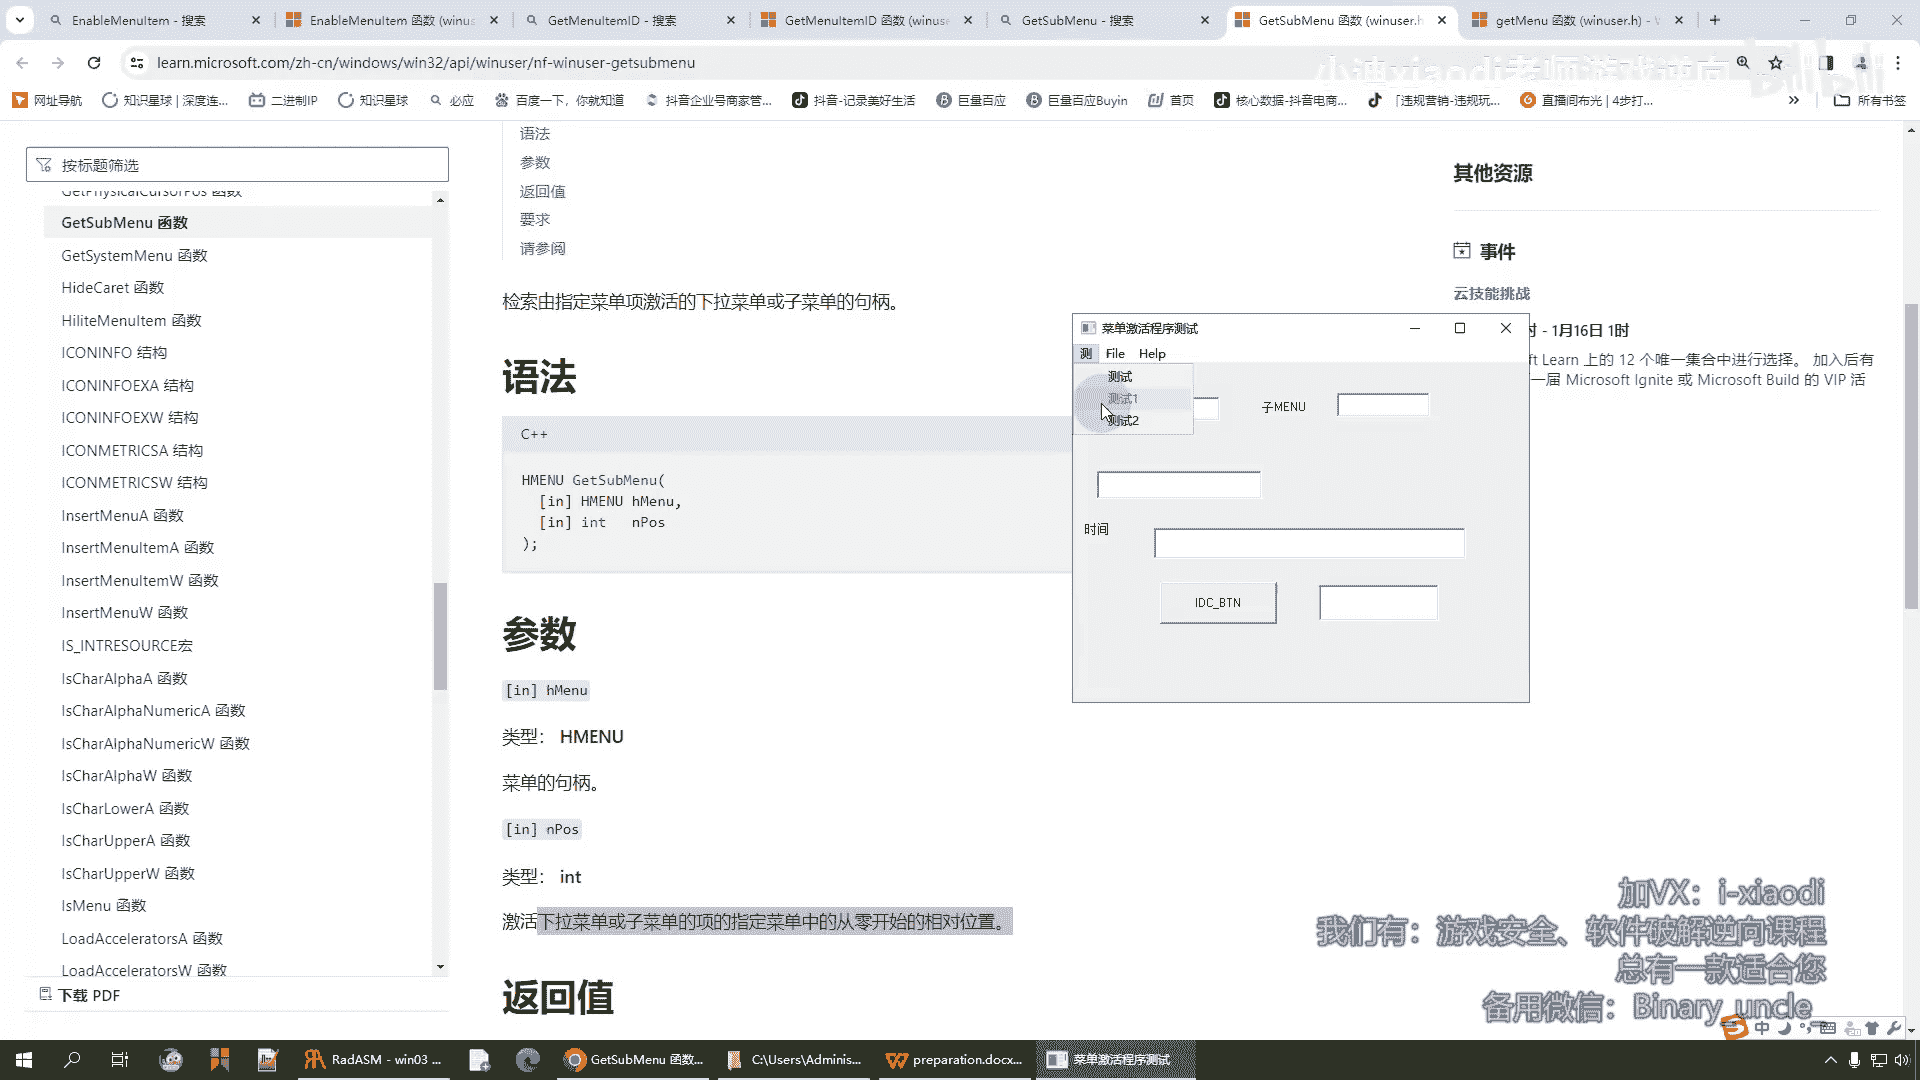 EnableMenuItem - 搜索
EnableMenuItem 函数 (winus
GetMenuItemID - 搜索
GetMenuItemID 函数 (winuse
GetSubMenu - 搜索
GetSubMenu 函数 (winuser.h
getMenu 函数 (winuser.h) -
learn.microsoft.com/zh-cn/windows/win32/api/winuser/nf-winuser-getsubmenu
小迪xiaodi老师游戏逆向
bilibili
网址导航
知识星球 | 深度连...
二进制IP
知识星球
必应
百度一下，你就知道
抖音企业号商家管...
抖音-记录美好生活
巨量百应
巨量百应Buyin
首页
核心数据-抖音电商...
「违规营销-违规玩...
直播间布光 | 4步打...
所有书签
按标题筛选
GetPhysicalCursorPos 函数
GetSubMenu 函数
GetSystemMenu 函数
HideCaret 函数
HiliteMenuItem 函数
ICONINFO 结构
ICONINFOEXA 结构
ICONINFOEXW 结构
ICONMETRICSA 结构
ICONMETRICSW 结构
InsertMenuA 函数
InsertMenuItemA 函数
InsertMenuItemW 函数
InsertMenuW 函数
IS_INTRESOURCE宏
IsCharAlphaA 函数
IsCharAlphaNumericA 函数
IsCharAlphaNumericW 函数
IsCharAlphaW 函数
IsCharLowerA 函数
IsCharUpperA 函数
IsCharUpperW 函数
IsMenu 函数
LoadAcceleratorsA 函数
LoadAcceleratorsW 函数
下载 PDF
语法
参数
返回值
要求
请参阅
检索由指定菜单项激活的下拉菜单或子菜单的句柄。
语法
C++
HMENU GetSubMenu(
[in] HMENU hMenu,
[in] int nPos
);
参数
[in] hMenu
类型： HMENU
菜单的句柄。
[in] nPos
类型： int
激活下拉菜单或子菜单的项的指定菜单中的从零开始的相对位置。
返回值
其他资源
事件
云技能挑战
时 - 1月16日 1时
ft Learn 上的 12 个唯一集合中进行选择。 加入后有
一届 Microsoft Ignite 或 Microsoft Build 的 VIP 活
菜单激活程序测试
测 File Help
测试
测试1
测试2
子MENU
时间
IDC_BTN
加VX：i-xiaodi
我们有：游戏安全、软件破解逆向课程
总有一款适合您
备用微信：Binary_uncle
中
RadASM - win03 ...
GetSubMenu 函数...
C:\Users\Adminis...
preparation.docx...
菜单激活程序测试